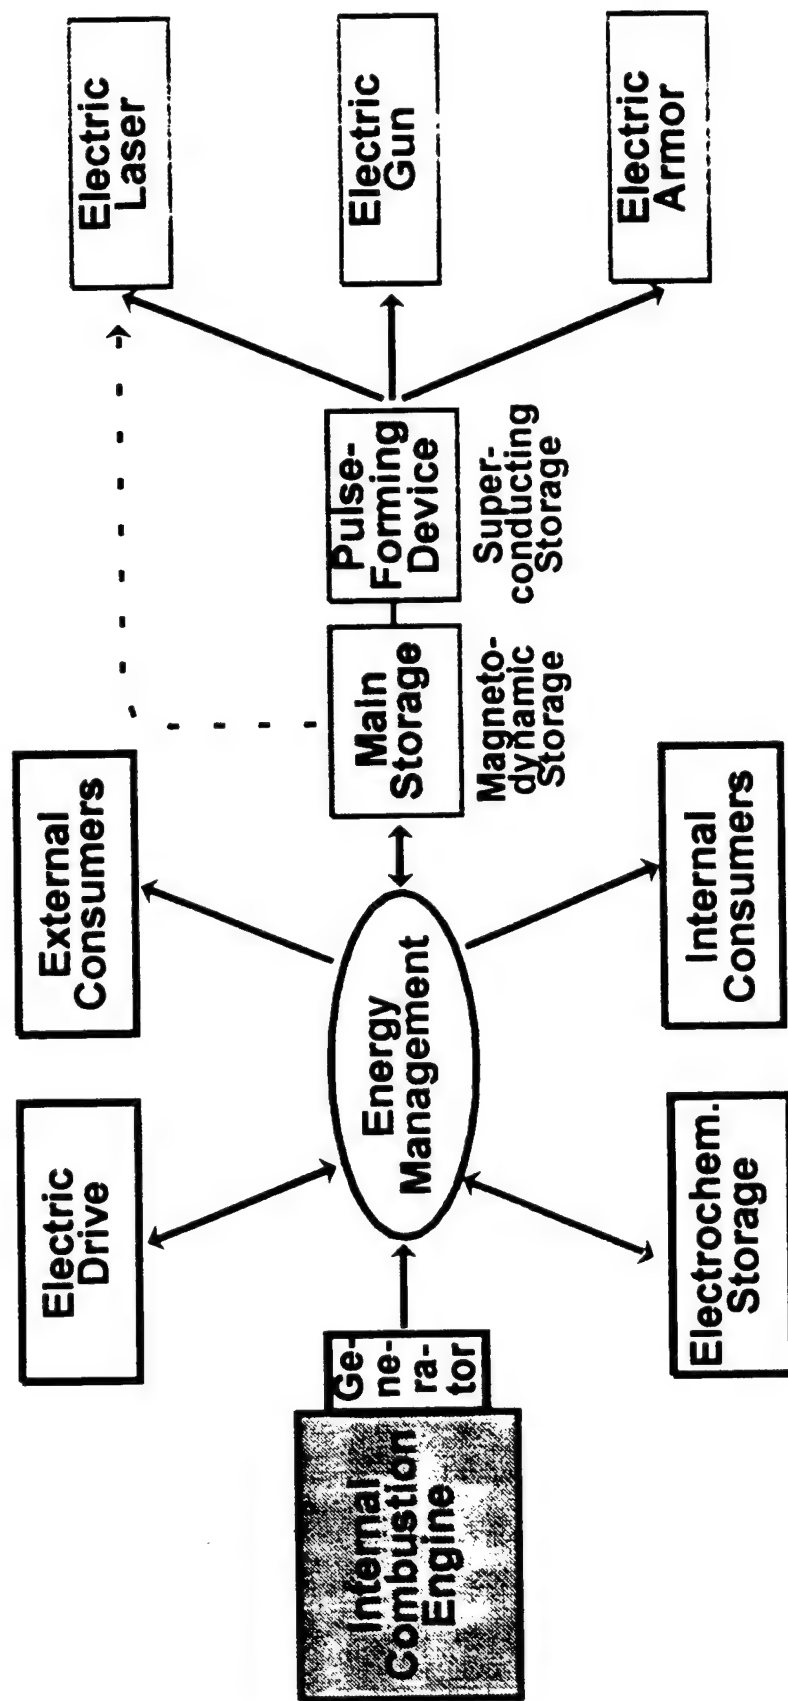 Electric
Drive
External
Consumers
Electric
Laser
Internal
Combustion
Engine
Ge-
ne-
ra-
tor
Energy
Management
Main
Storage
Magneto-
dynamic
Storage
Pulse-
Forming
Device
Super-
conducting
Storage
Electric
Gun
Electrochem.
Storage
Internal
Consumers
Electric
Armor